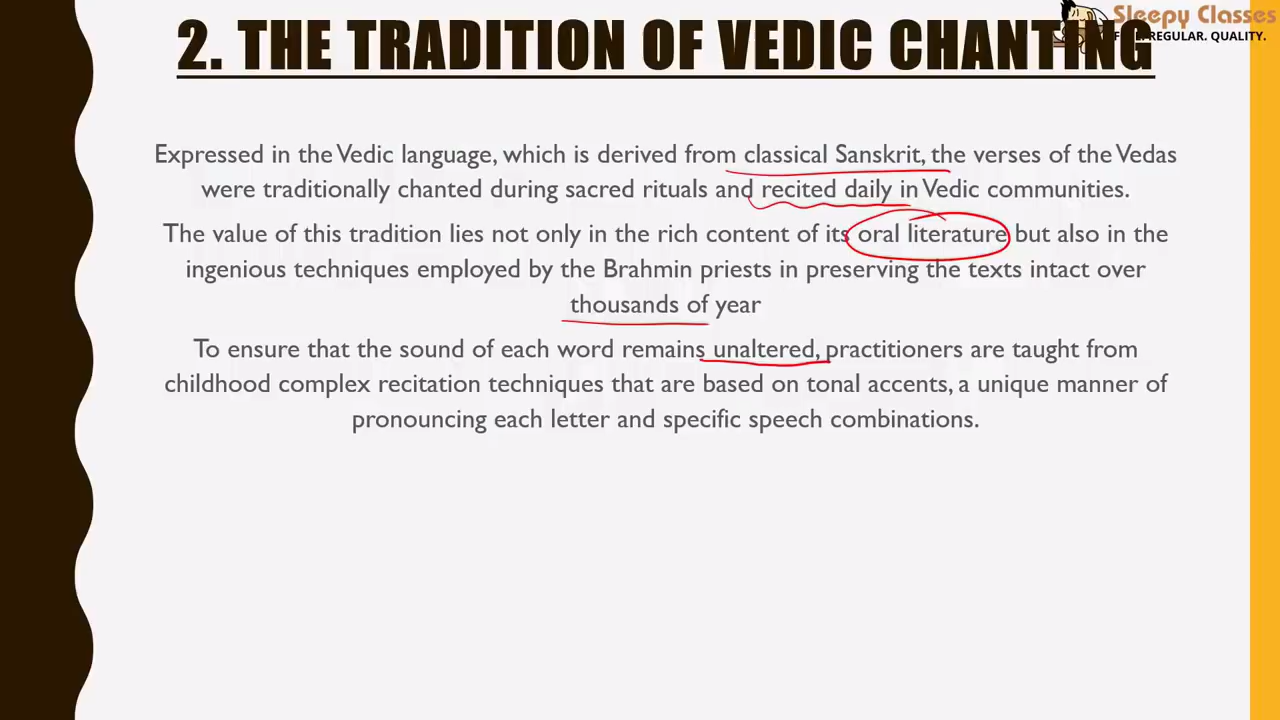 Sleepy Classes
2. THE TRADITION OF VEDIC CHANTING
REGULAR. QUALITY.
Expressed in the Vedic language, which is derived from classical Sanskrit, the verses of the Vedas
were traditionally chanted during sacred rituals and recited daily in Vedic communities.
The value of this tradition lies not only in the rich content of its oral literature but also in the
ingenious techniques employed by the Brahmin priests in preserving the texts intact over
thousands of year
To ensure that the sound of each word remains unaltered, practitioners are taught from
childhood complex recitation techniques that are based on tonal accents, a unique manner of
pronouncing each letter and specific speech combinations.